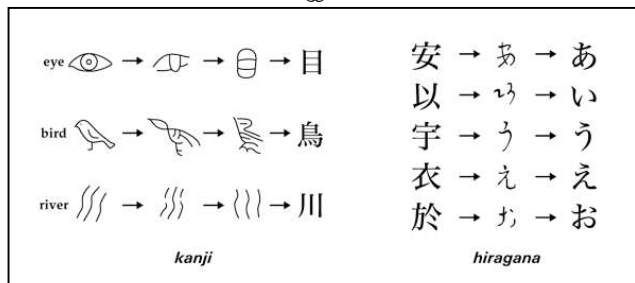 eye → → → 目
bird → → → 鳥
river → → → 川
kanji
安 → あ → あ
以 → い → い
宇 → う → う
衣 → え → え
於 → お → お
hiragana